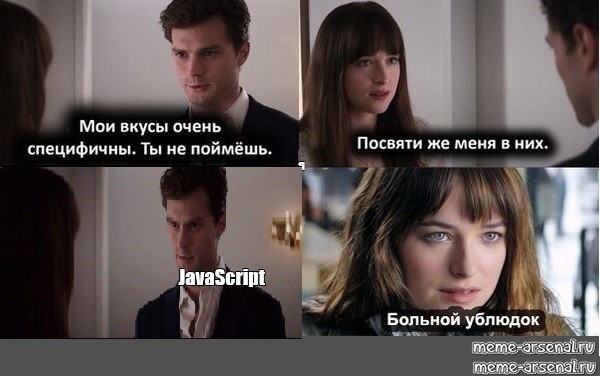 Мои вкусы очень
специфичны. Ты не поймёшь.
Посвяти же меня в них.
JavaScript
Больной ублюдок
meme-arsenal.ru
meme-arsenal.ru